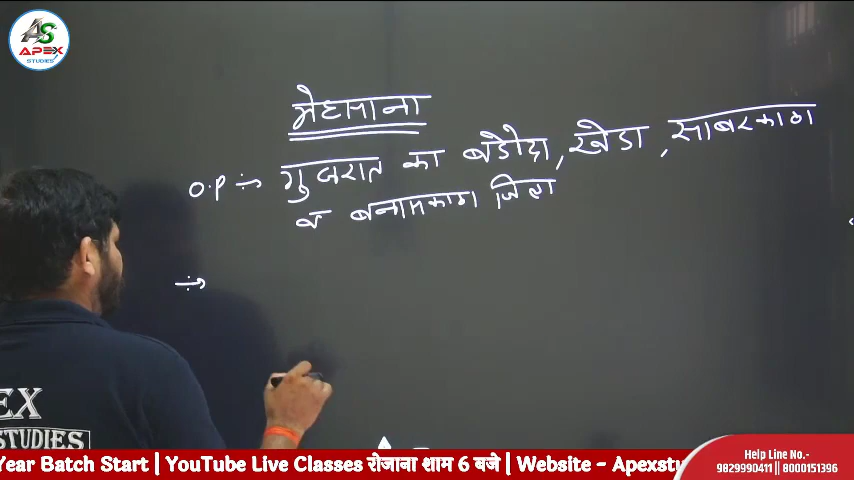 AS
APEX
STUDIES
मेहसाना
O.P गुजरात का बडोदा, खेडा, साबरकाठा
व बनासकाठा जिला
EX
STUDIES
Year Batch Start | YouTube Live Classes रोजाना शाम 6 बजे | Website - Apexstu
Help Line No.-
9829990411 || 8000151396